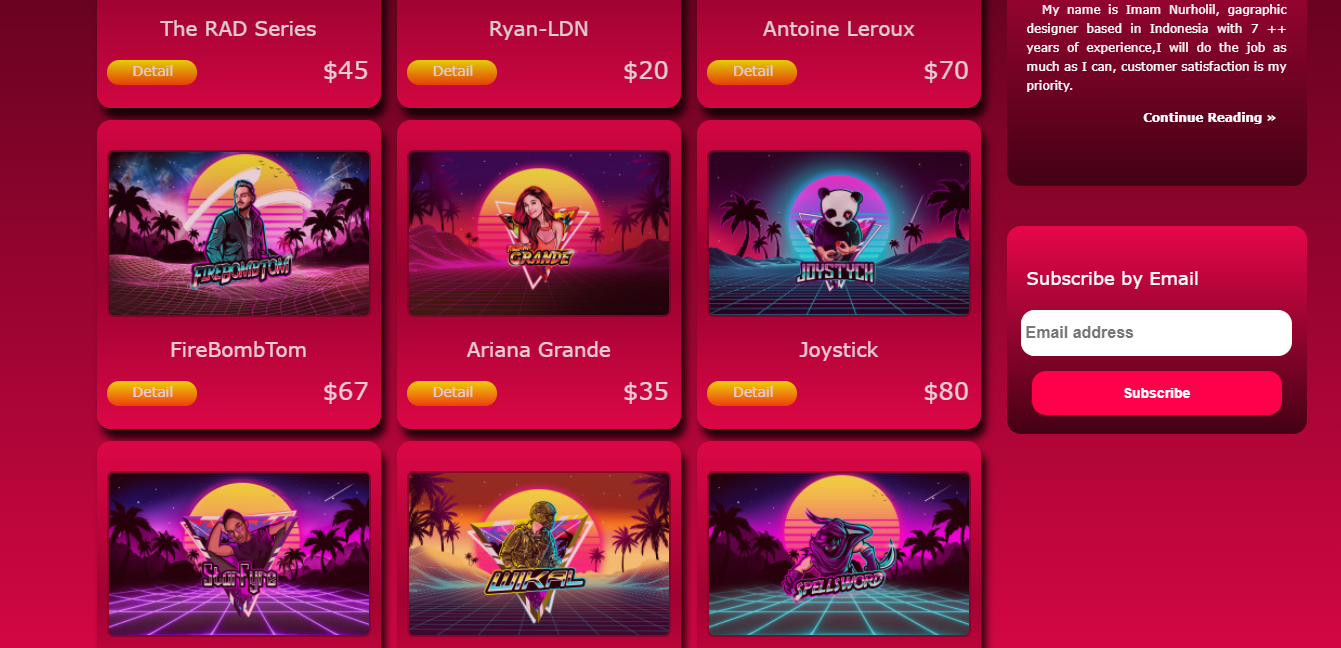 The RAD Series
Detail
$45
Ryan-LDN
Detail
$20
Antoine Leroux
Detail
$70
FIREBOMBTOM
FireBombTom
Detail
$67
GRANDE
Ariana Grande
Detail
$35
JOYSTYCK
Joystick
Detail
$80
StarFyre
WIKAL
SPELLSWORD
My name is Imam Nurholil, gagraphic
designer based in Indonesia with 7 ++
years of experience,I will do the job as
much as I can, customer satisfaction is my
priority.
Continue Reading »
Subscribe by Email
Email address
Subscribe